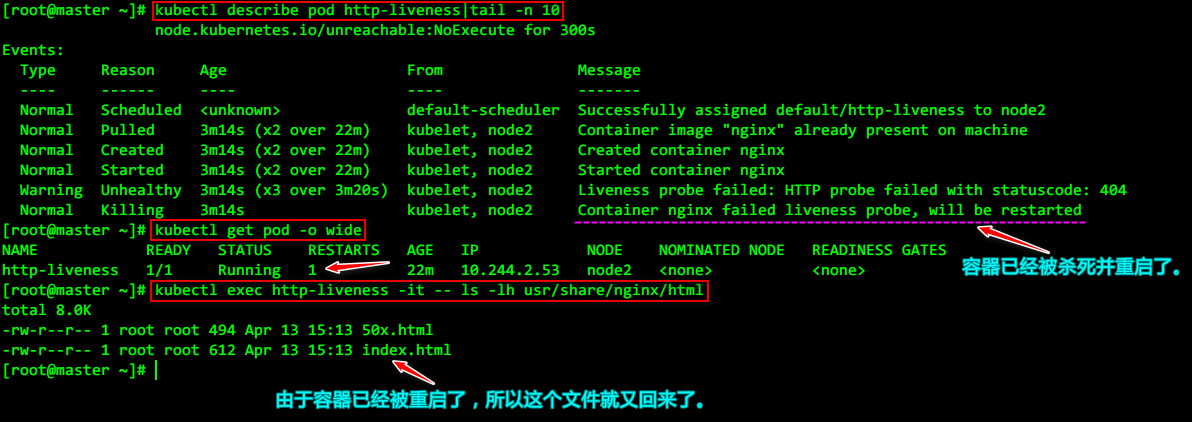 [root@master ~]# kubectl describe pod http-liveness|tail -n 10
node.kubernetes.io/unreachable:NoExecute for 300s
Events:
Type Reason Age From Message
---- ------ ---- ---- -------
Normal Scheduled <unknown> default-scheduler Successfully assigned default/http-liveness to node2
Normal Pulled 3m14s (x2 over 22m) kubelet, node2 Container image "nginx" already present on machine
Normal Created 3m14s (x2 over 22m) kubelet, node2 Created container nginx
Normal Started 3m14s (x2 over 22m) kubelet, node2 Started container nginx
Warning Unhealthy 3m14s (x3 over 3m20s) kubelet, node2 Liveness probe failed: HTTP probe failed with statuscode: 404
Normal Killing 3m14s kubelet, node2 Container nginx failed liveness probe, will be restarted
[root@master ~]# kubectl get pod -o wide
NAME READY STATUS RESTARTS AGE IP NODE NOMINATED NODE READINESS GATES
http-liveness 1/1 Running 1 22m 10.244.2.53 node2 <none> <none>
容器已经被杀死并重启了。
[root@master ~]# kubectl exec http-liveness -it -- ls -lh usr/share/nginx/html
total 8.0K
-rw-r--r-- 1 root root 494 Apr 13 15:13 50x.html
-rw-r--r-- 1 root root 612 Apr 13 15:13 index.html
[root@master ~]#
由于容器已经被重启了，所以这个文件就又回来了。